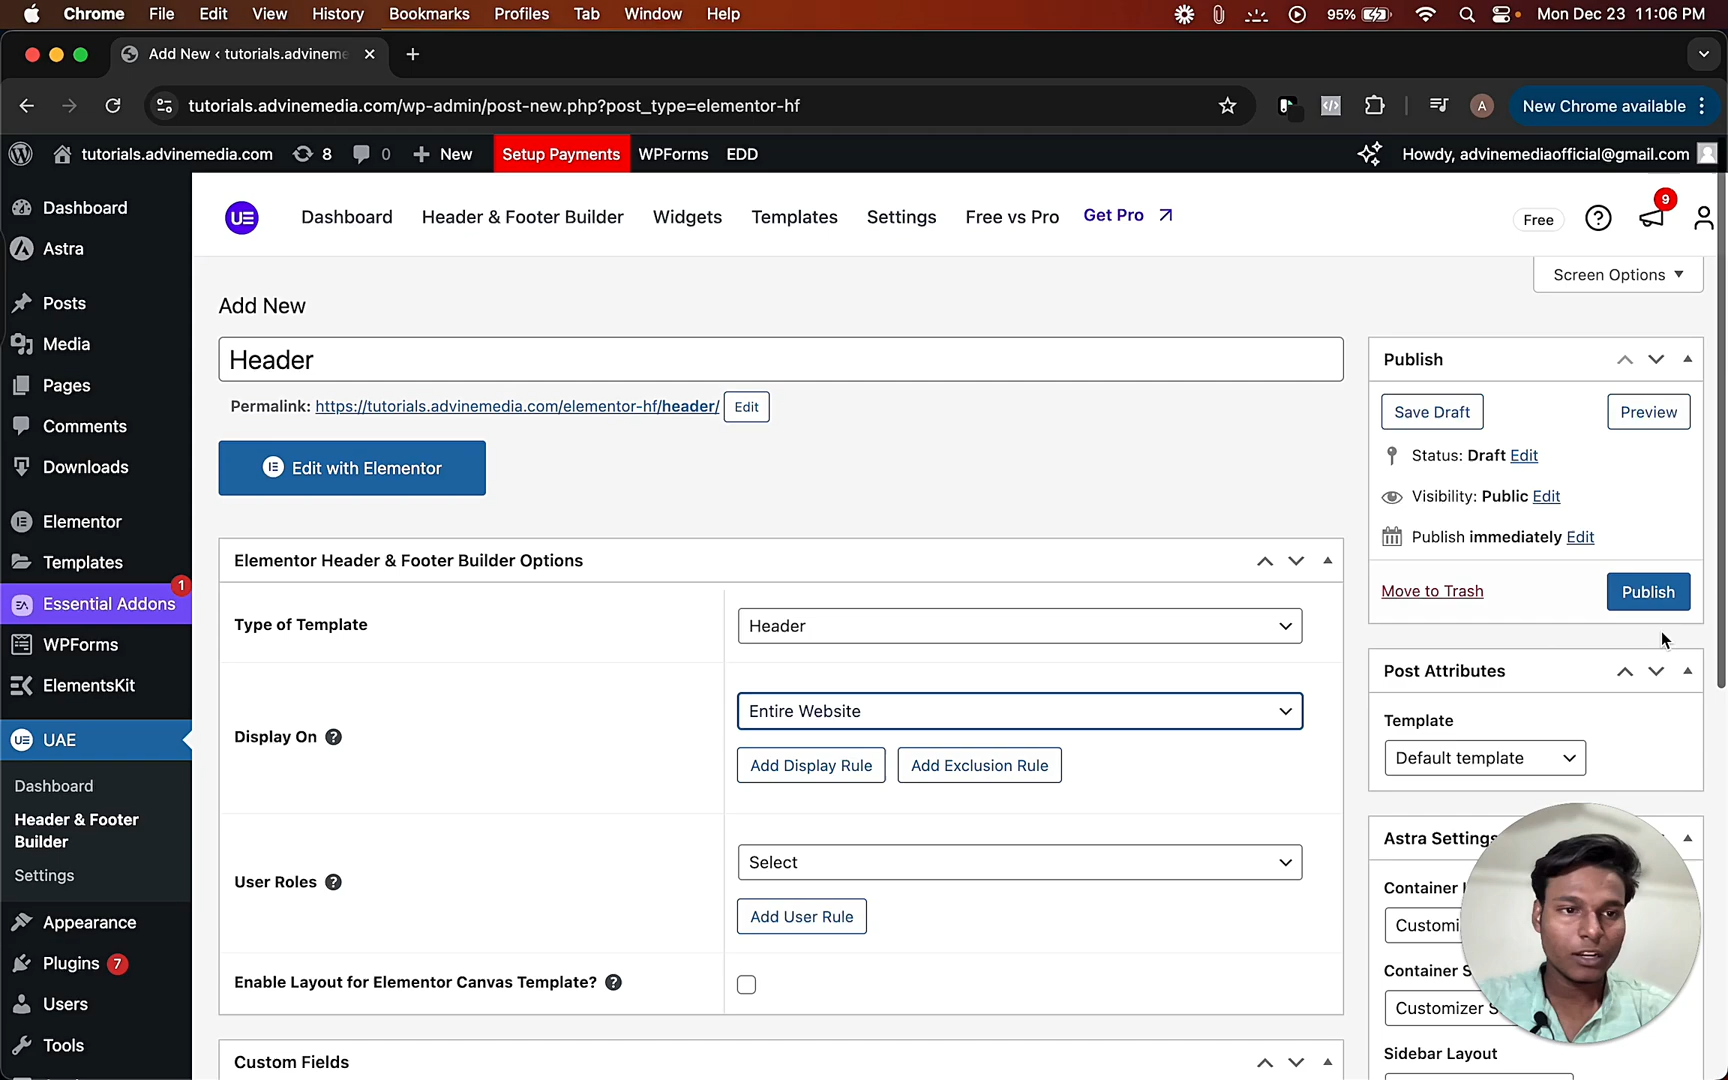 Chrome File Edit View History Bookmarks Profiles Tab Window Help 95% Mon Dec 23 11:06 PM
Add New ‹ tutorials.advineme
tutorials.advinemedia.com/wp-admin/post-new.php?post_type=elementor-hf A New Chrome available
tutorials.advinemedia.com 8 0 New Setup Payments WPForms EDD Howdy, advinemediaofficial@gmail.com
Dashboard
Astra
Posts
Media
Pages
Comments
Downloads
Elementor
Templates
Essential Addons 1
WPForms
ElementsKit
UAE
Dashboard
Header & Footer
Builder
Settings
Appearance
Plugins 7
Users
Tools
Dashboard Header & Footer Builder Widgets Templates Settings Free vs Pro Get Pro Free 9
Screen Options
Add New
Header
Permalink: https://tutorials.advinemedia.com/elementor-hf/header/ Edit
Edit with Elementor
Elementor Header & Footer Builder Options
Type of Template Header
Display On Entire Website
Add Display Rule Add Exclusion Rule
User Roles Select
Add User Rule
Enable Layout for Elementor Canvas Template?
Custom Fields
Publish
Save Draft Preview
Status: Draft Edit
Visibility: Public Edit
Publish immediately Edit
Move to Trash Publish
Post Attributes
Template
Default template
Astra Settings
Container
Customi
Container S
Customizer S
Sidebar Layout